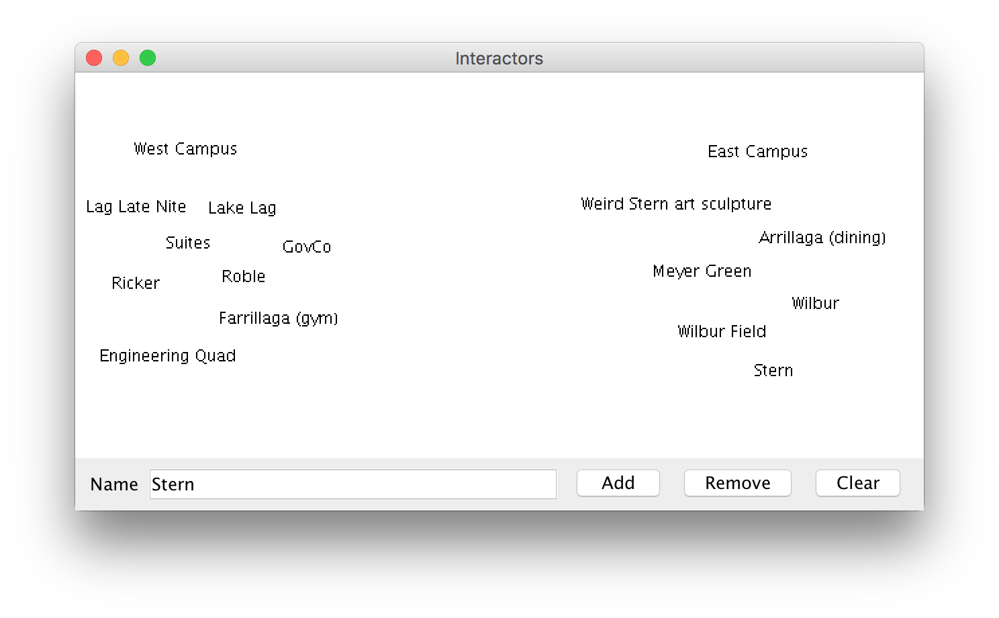 Interactors
West Campus
East Campus
Lag Late Nite
Lake Lag
Weird Stern art sculpture
Suites
GovCo
Arrillaga (dining)
Ricker
Roble
Meyer Green
Wilbur
Farrillaga (gym)
Wilbur Field
Engineering Quad
Stern
Name Stern Add Remove Clear